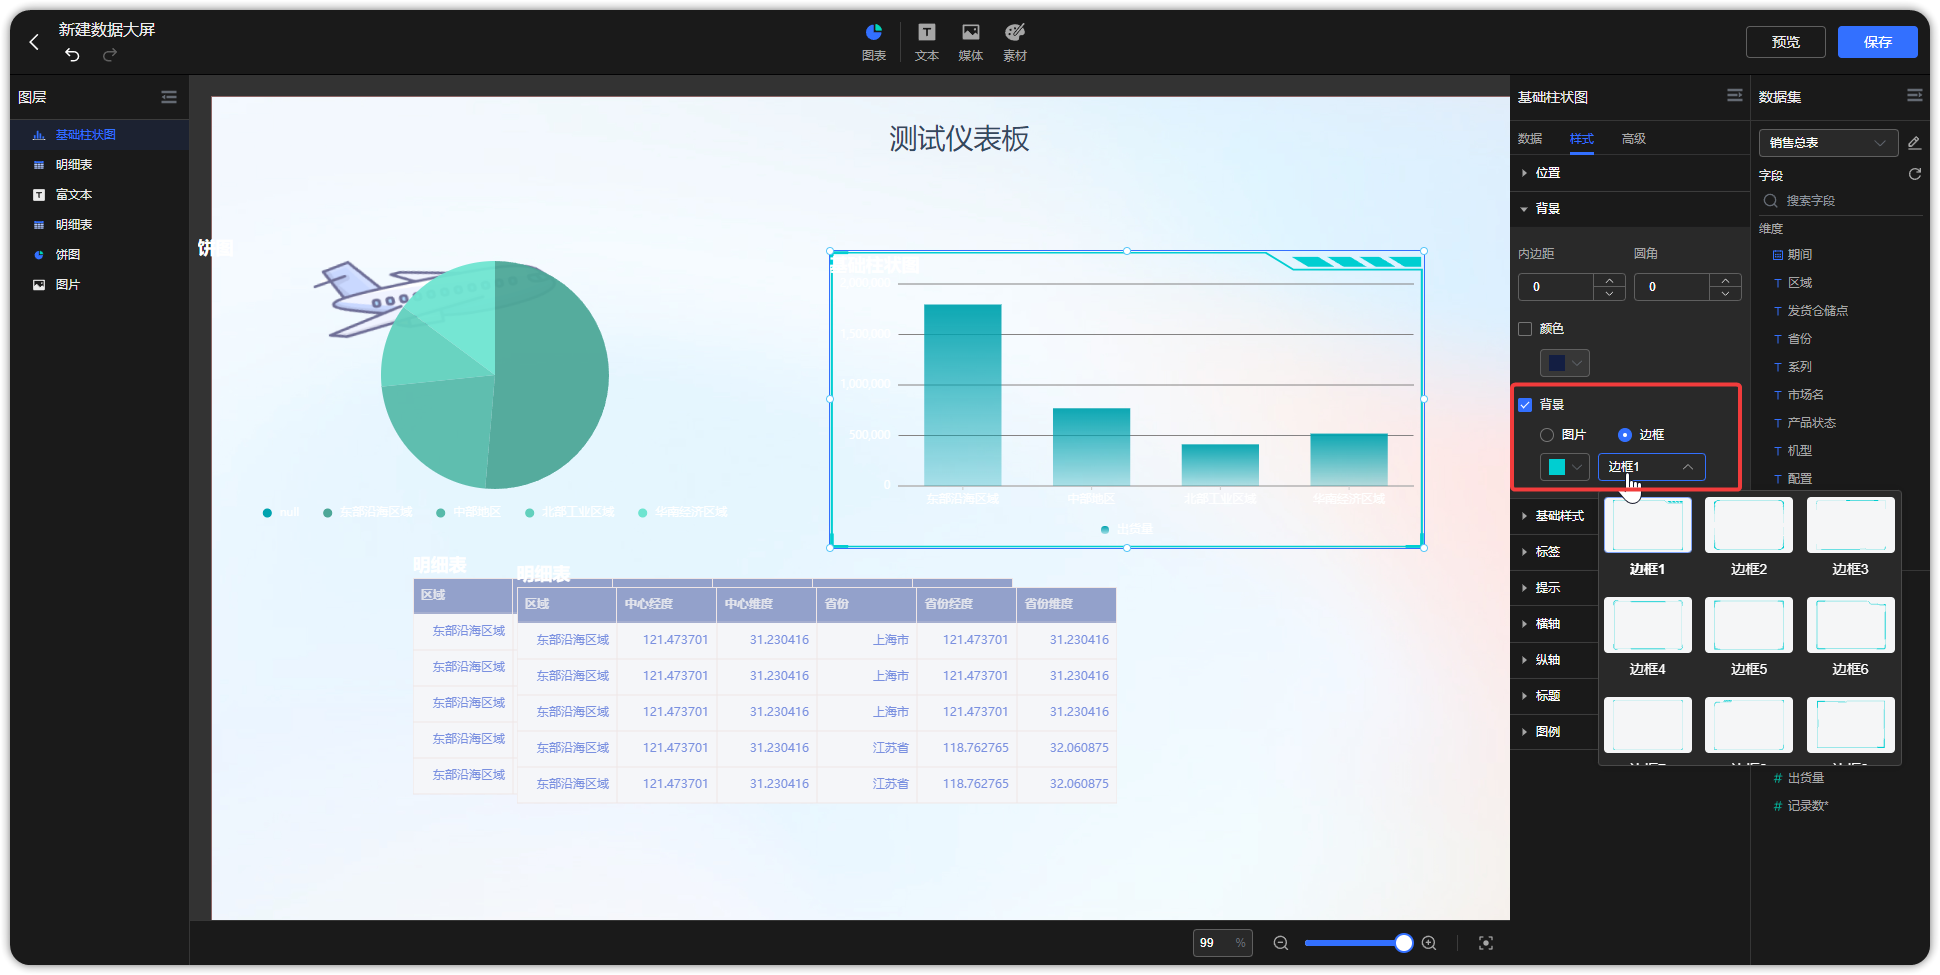 新建数据大屏
图表
文本
媒体
素材
预览
保存
图层
基础柱状图
明细表
富文本
明细表
饼图
图片
测试仪表板
饼图
null
东部沿海区域
中部地区
北部工业区域
华南经济区域
基础柱状图
2,000,000
1,500,000
1,000,000
500,000
0
东部沿海区域
中部地区
北部工业区域
华南经济区域
出货量
明细表
区域
东部沿海区域
东部沿海区域
东部沿海区域
东部沿海区域
东部沿海区域
明细表
区域 中心经度 中心维度 省份 省份经度 省份维度
东部沿海区域 121.473701 31.230416 上海市 121.473701 31.230416
东部沿海区域 121.473701 31.230416 上海市 121.473701 31.230416
东部沿海区域 121.473701 31.230416 上海市 121.473701 31.230416
东部沿海区域 121.473701 31.230416 江苏省 118.762765 32.060875
东部沿海区域 121.473701 31.230416 江苏省 118.762765 32.060875
99 %
基础柱状图
数据 样式 高级
位置
背景
内边距 圆角
0 0
颜色
背景
图片 边框
边框1
基础样式
标签
提示
横轴
纵轴
标题
图例
边框1 边框2 边框3
边框4 边框5 边框6
数据集
销售总表
字段
搜索字段
维度
期间
T 区域
T 发货仓储点
T 省份
T 系列
T 市场名
T 产品状态
T 机型
T 配置
# 出货量
# 记录数*